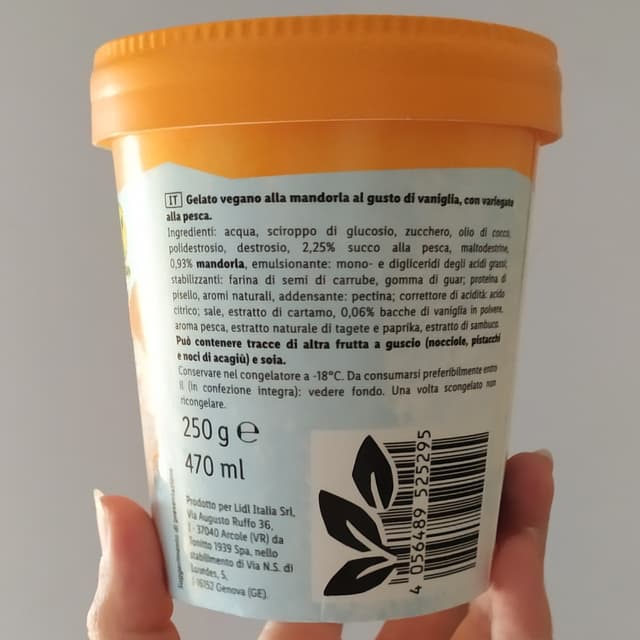 IT Gelato vegano alla mandorla al gusto di vaniglia, con variegato
alla pesca.
Ingredienti: acqua, sciroppo di glucosio, zucchero, olio di cocco,
polidestrosio, destrosio, 2,25% succo alla pesca, maltodestrine,
0,93% mandorla, emulsionante: mono- e digliceridi degli acidi grassi;
stabilizzanti: farina di semi di carrube, gomma di guar; proteina di
pisello, aromi naturali, addensante: pectina; correttore di acidità: acido
citrico; sale, estratto di cartamo, 0,06% bacche di vaniglia in polvere,
aroma pesca, estratto naturale di tagete e paprika, estratto di sambuco.
Può contenere tracce di altra frutta a guscio (nocciole, pistacchi
e noci di acagiù) e soia.
Conservare nel congelatore a -18°C. Da consumarsi preferibilmente entro
il (in confezione integra): vedere fondo. Una volta scongelato non
ricongelare.
250 g e
470 ml
Prodotto per Lidl Italia Srl,
Via Augusto Ruffo 36,
I - 37040 Arcole (VR) da
Tonitto 1939 Spa, nello
stabilimento di Via N.S. di
Lourdes, 5,
I-16152 Genova (GE).
Suggerimento di presentazione
4 056489 525295